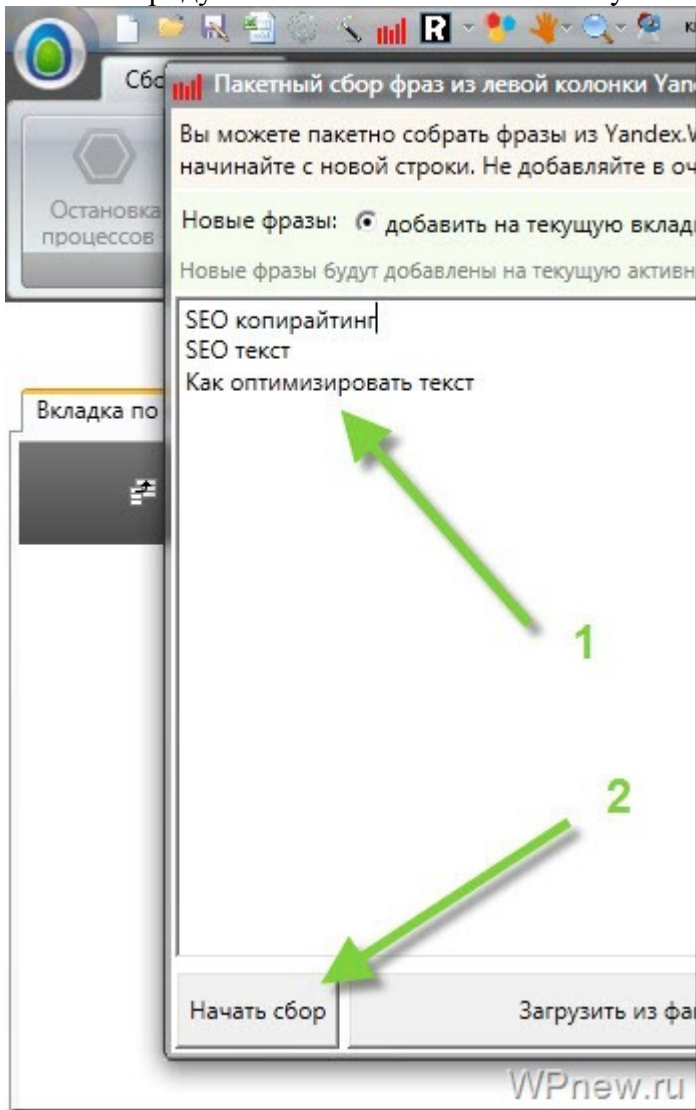 Сбо
Пакетный сбор фраз из левой колонки Yan
Вы можете пакетно собрать фразы из Yandex.W
начинайте с новой строки. Не добавляйте в оч
Остановка
процессов
Новые фразы: добавить на текущую вклад
Новые фразы будут добавлены на текущую активн
SEO копирайтинг
SEO текст
Как оптимизировать текст
Вкладка по
1
2
Начать сбор
Загрузить из фа
WPnew.ru